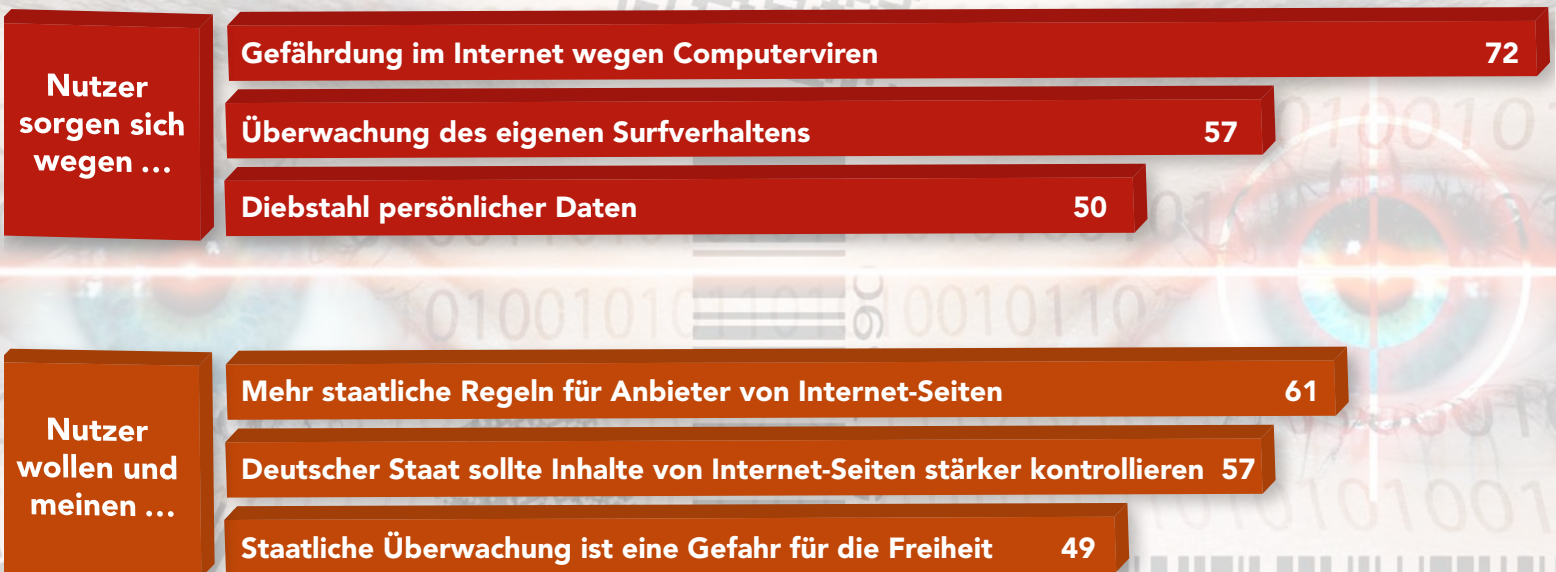 Nutzer
sorgen sich
wegen ...
Gefährdung im Internet wegen Computerviren 72
Überwachung des eigenen Surfverhaltens 57
Diebstahl persönlicher Daten 50
Nutzer
wollen und
meinen ...
Mehr staatliche Regeln für Anbieter von Internet-Seiten 61
Deutscher Staat sollte Inhalte von Internet-Seiten stärker kontrollieren 57
Staatliche Überwachung ist eine Gefahr für die Freiheit 49